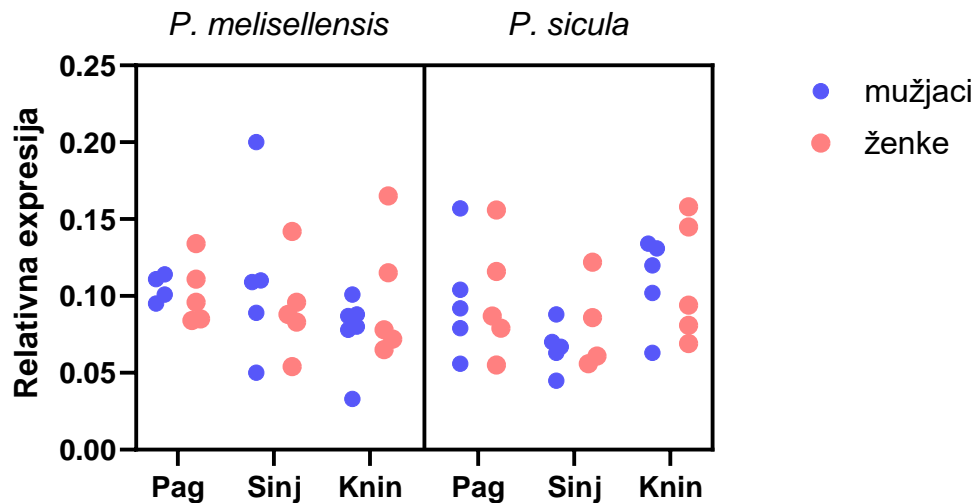 P. melisellensis P. sicula
0.25
0.20
0.15
0.10
0.05
0.00
Relativna expresija
Pag Sinj Knin Pag Sinj Knin
mužjaci
ženke